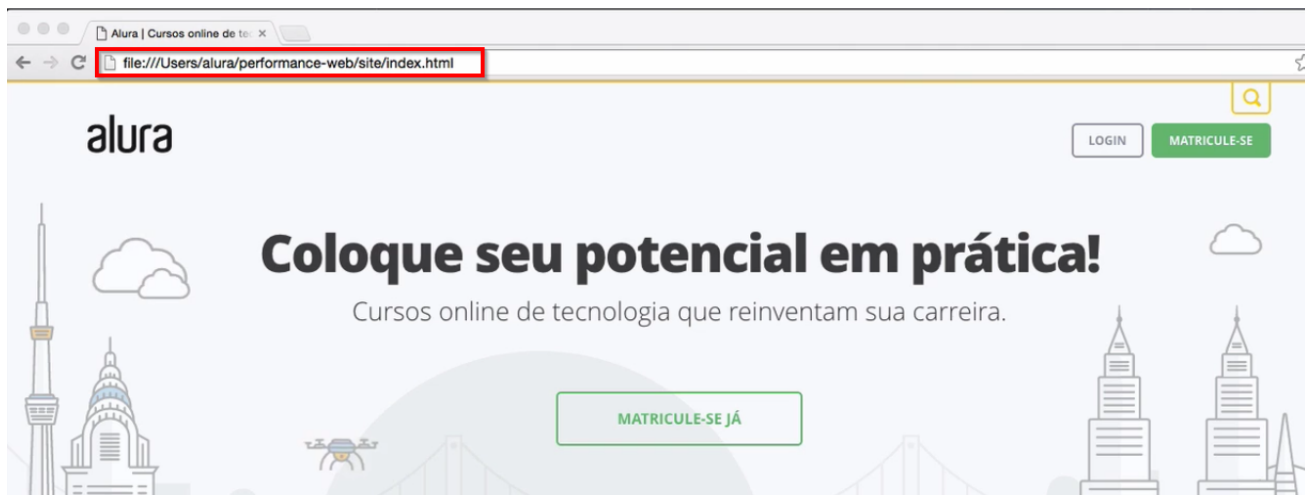 Alura | Cursos online de tec
file:///Users/alura/performance-web/site/index.html
alura
LOGIN
MATRICULE-SE
Coloque seu potencial em prática!
Cursos online de tecnologia que reinventam sua carreira.
MATRICULE-SE JÁ